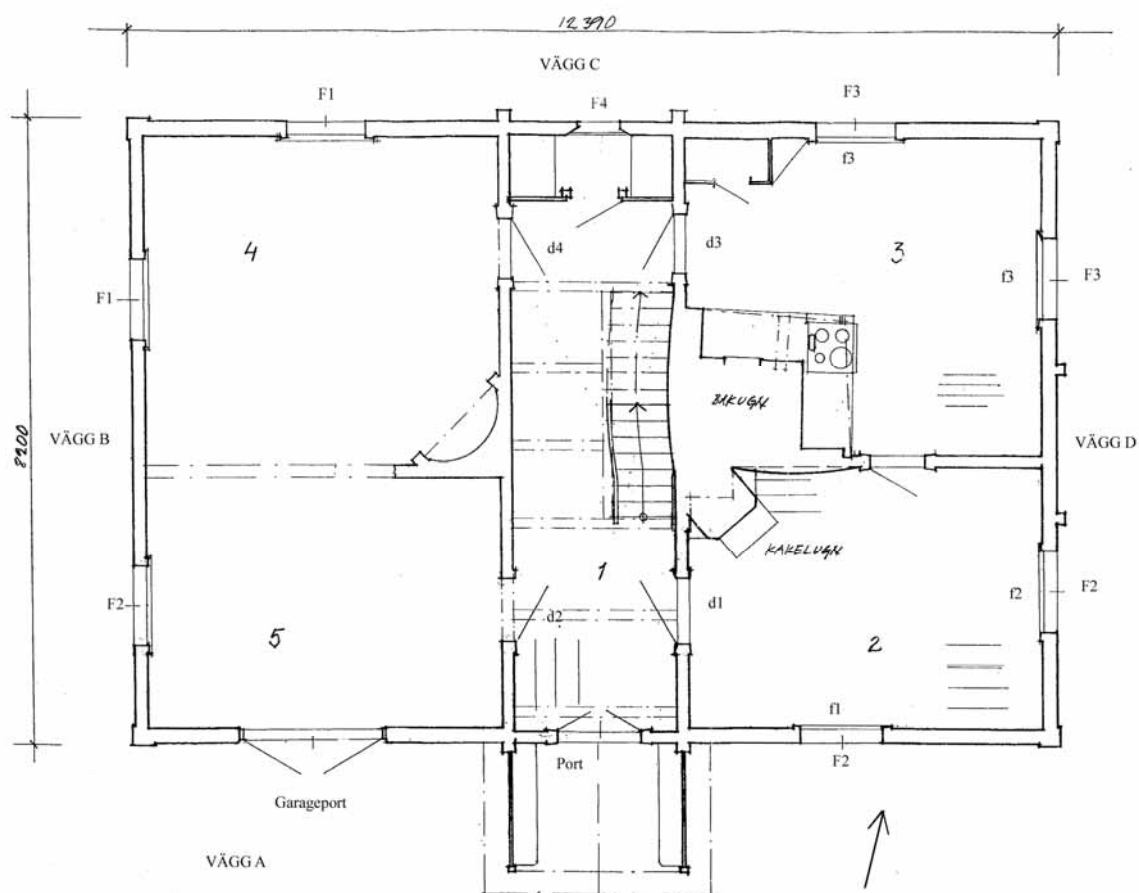 12390
VÄGG C
F1
F4
F3
f3
4
d4
d3
3
F1
f3
F3
BAKUGN
VÄGG B
8200
VÄGG D
KAKELUGN
1
F2
d2
d1
f2
F2
5
2
f1
Port
F2
Garageport
VÄGG A